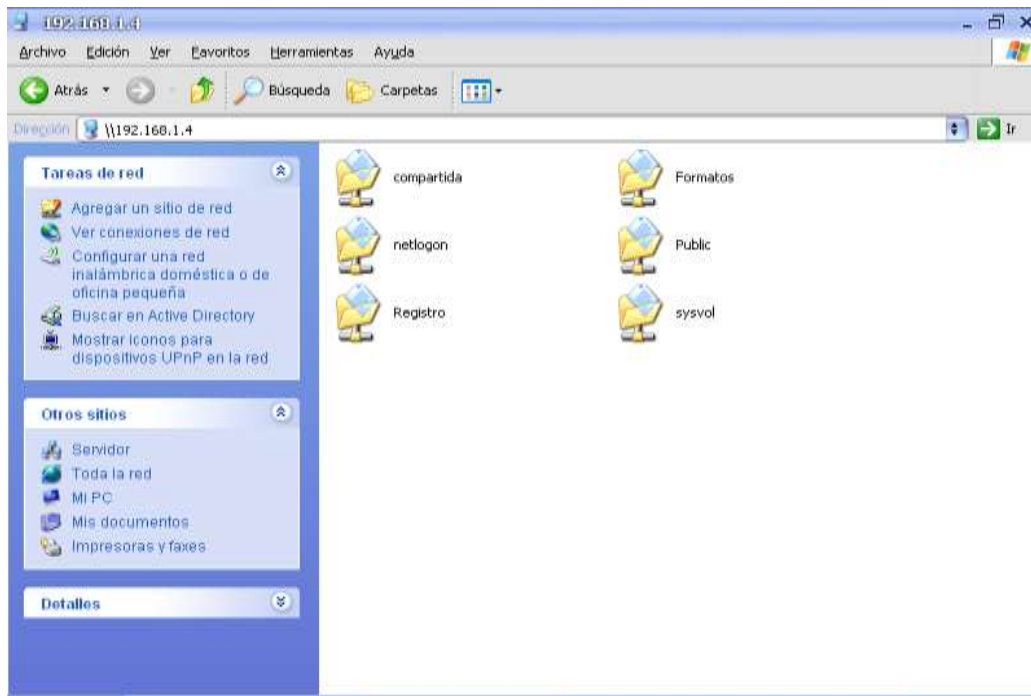 192.168.1.4
Archivo Edición Ver Favoritos Herramientas Ayuda
Atrás Búsqueda Carpetas
Dirección \\192.168.1.4 Ir
Tareas de red
Agregar un sitio de red
Ver conexiones de red
Configurar una red
inalámbrica doméstica o de
oficina pequeña
Buscar en Active Directory
Mostrar iconos para
dispositivos UPnP en la red
Otros sitios
Servidor
Toda la red
Mi PC
Mis documentos
Impresoras y faxes
Detalles
compartida Formatos
netlogon Public
Registro sysvol